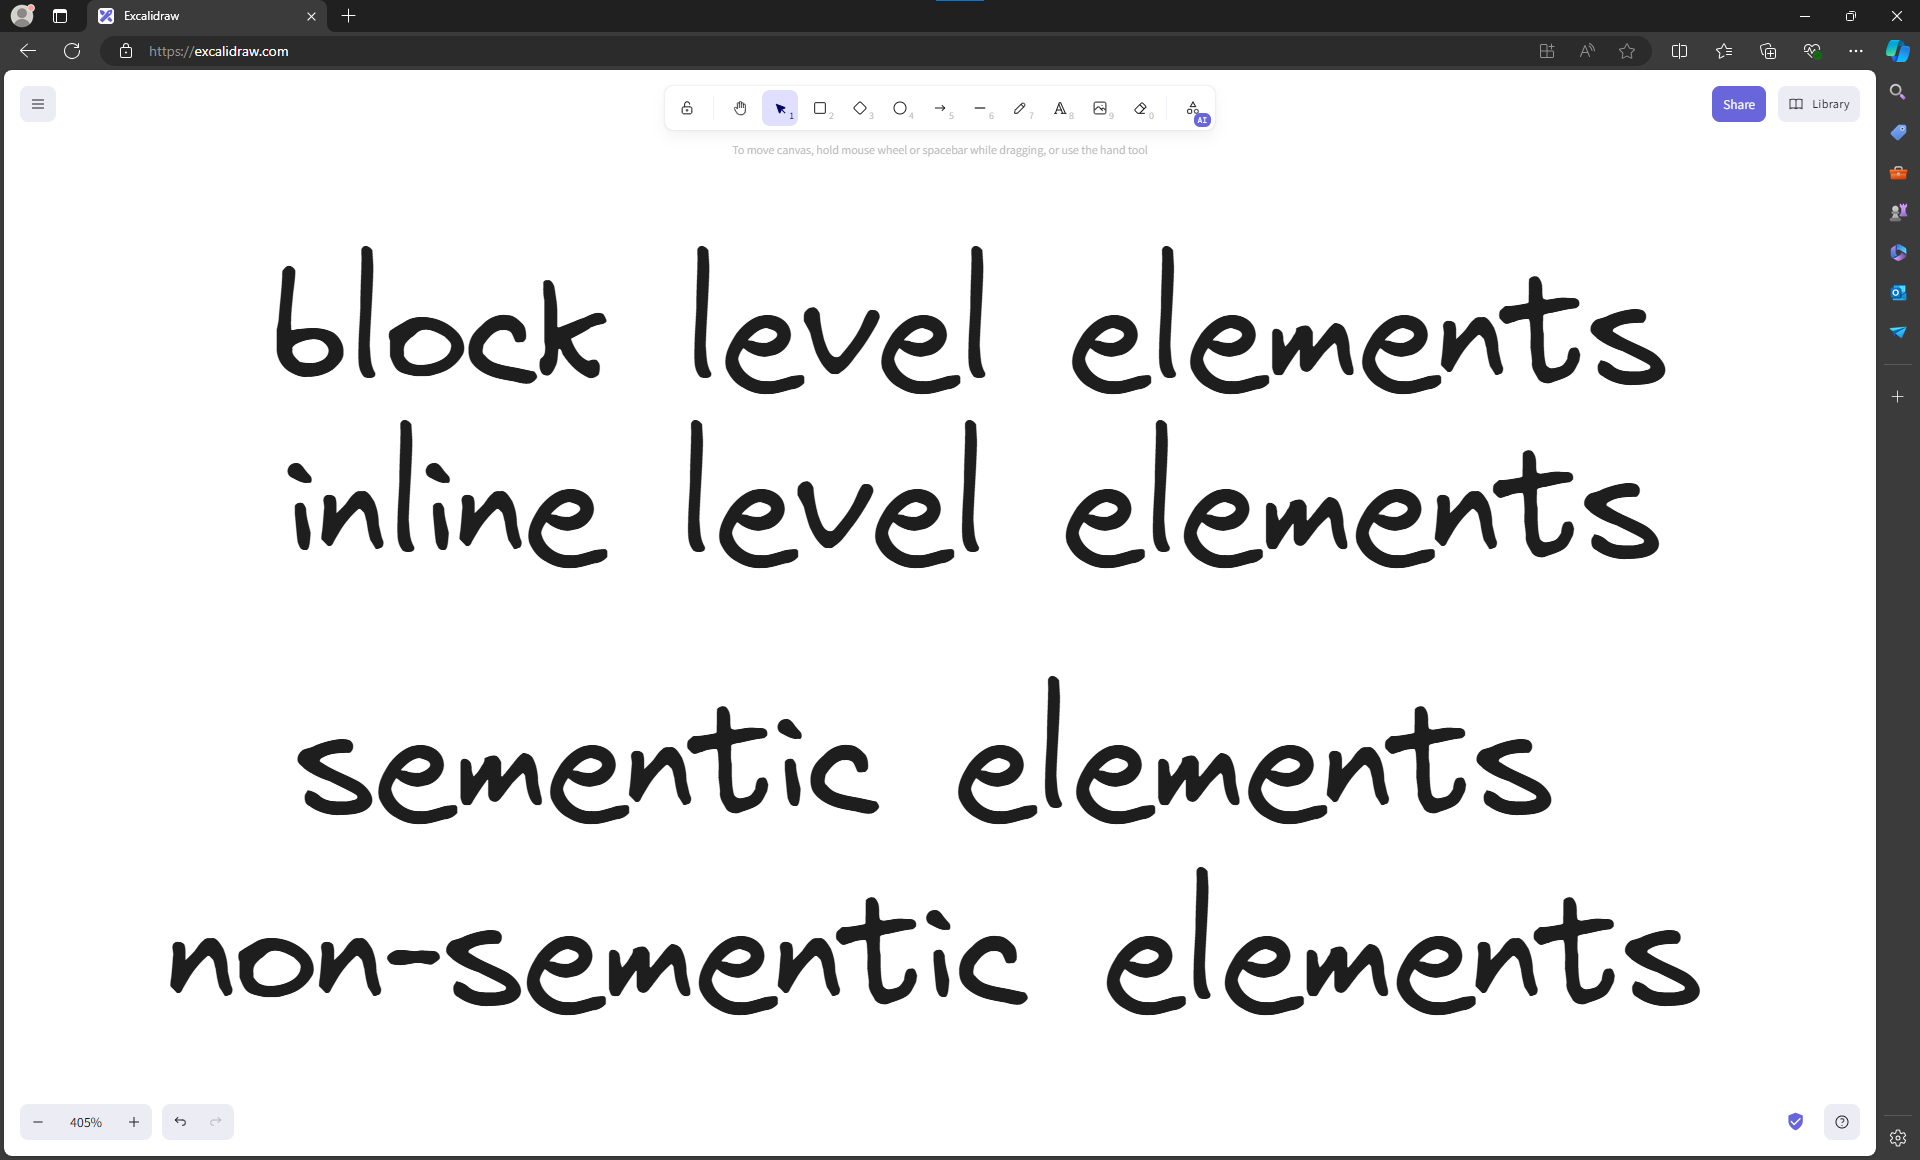 Excalidraw
https://excalidraw.com
1
2
3
4
5
6
7
8
9
0
AI
Share
Library
To move canvas, hold mouse wheel or spacebar while dragging, or use the hand tool
block level elements
inline level elements
sementic elements
non-sementic elements
405%